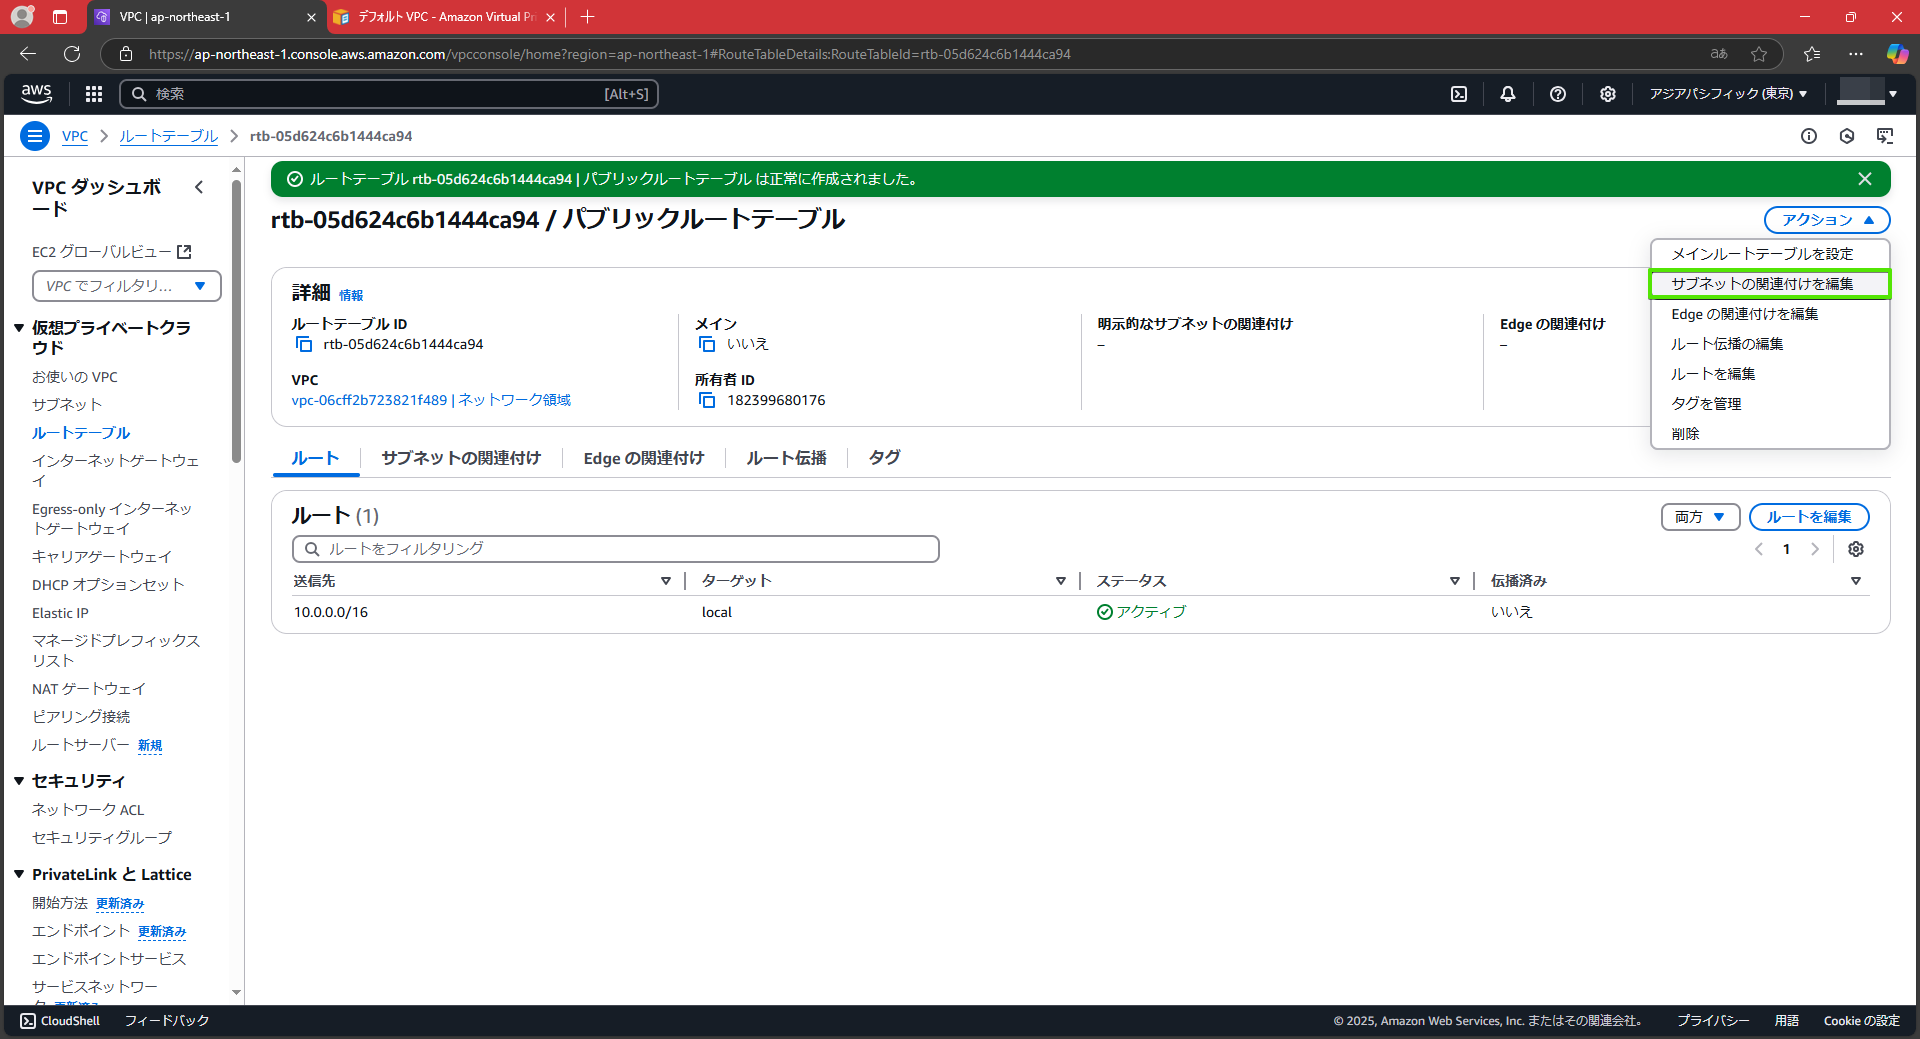 VPC | ap-northeast-1
デフォルト VPC - Amazon Virtual Pr
https://ap-northeast-1.console.aws.amazon.com/vpcconsole/home?region=ap-northeast-1#RouteTableDetails:RouteTableId=rtb-05d624c6b1444ca94
aあ
aws
検索
[Alt+S]
アジアパシフィック (東京)
VPC
ルートテーブル
rtb-05d624c6b1444ca94
VPC ダッシュボ
ード
EC2 グローバルビュー
VPC でフィルタリ...
仮想プライベートクラ
ウド
お使いの VPC
サブネット
ルートテーブル
インターネットゲートウェ
イ
Egress-only インターネッ
トゲートウェイ
キャリアゲートウェイ
DHCP オプションセット
Elastic IP
マネージドプレフィックス
リスト
NAT ゲートウェイ
ピアリング接続
ルートサーバー 新規
セキュリティ
ネットワーク ACL
セキュリティグループ
PrivateLink と Lattice
開始方法 更新済み
エンドポイント 更新済み
エンドポイントサービス
サービスネットワー
ク 更新済み
ルートテーブル rtb-05d624c6b1444ca94 | パブリックルートテーブル は正常に作成されました。
rtb-05d624c6b1444ca94 / パブリックルートテーブル
アクション
メインルートテーブルを設定
サブネットの関連付けを編集
Edge の関連付けを編集
ルート伝播の編集
ルートを編集
タグを管理
削除
詳細 情報
ルートテーブル ID
rtb-05d624c6b1444ca94
メイン
いいえ
明示的なサブネットの関連付け
–
Edge の関連付け
–
VPC
vpc-06cff2b723821f489 | ネットワーク領域
所有者 ID
182399680176
ルート
サブネットの関連付け
Edge の関連付け
ルート伝播
タグ
ルート (1)
両方
ルートを編集
ルートをフィルタリング
1
送信先
ターゲット
ステータス
伝播済み
10.0.0.0/16
local
アクティブ
いいえ
CloudShell
フィードバック
© 2025, Amazon Web Services, Inc. またはその関連会社。
プライバシー
用語
Cookie の設定